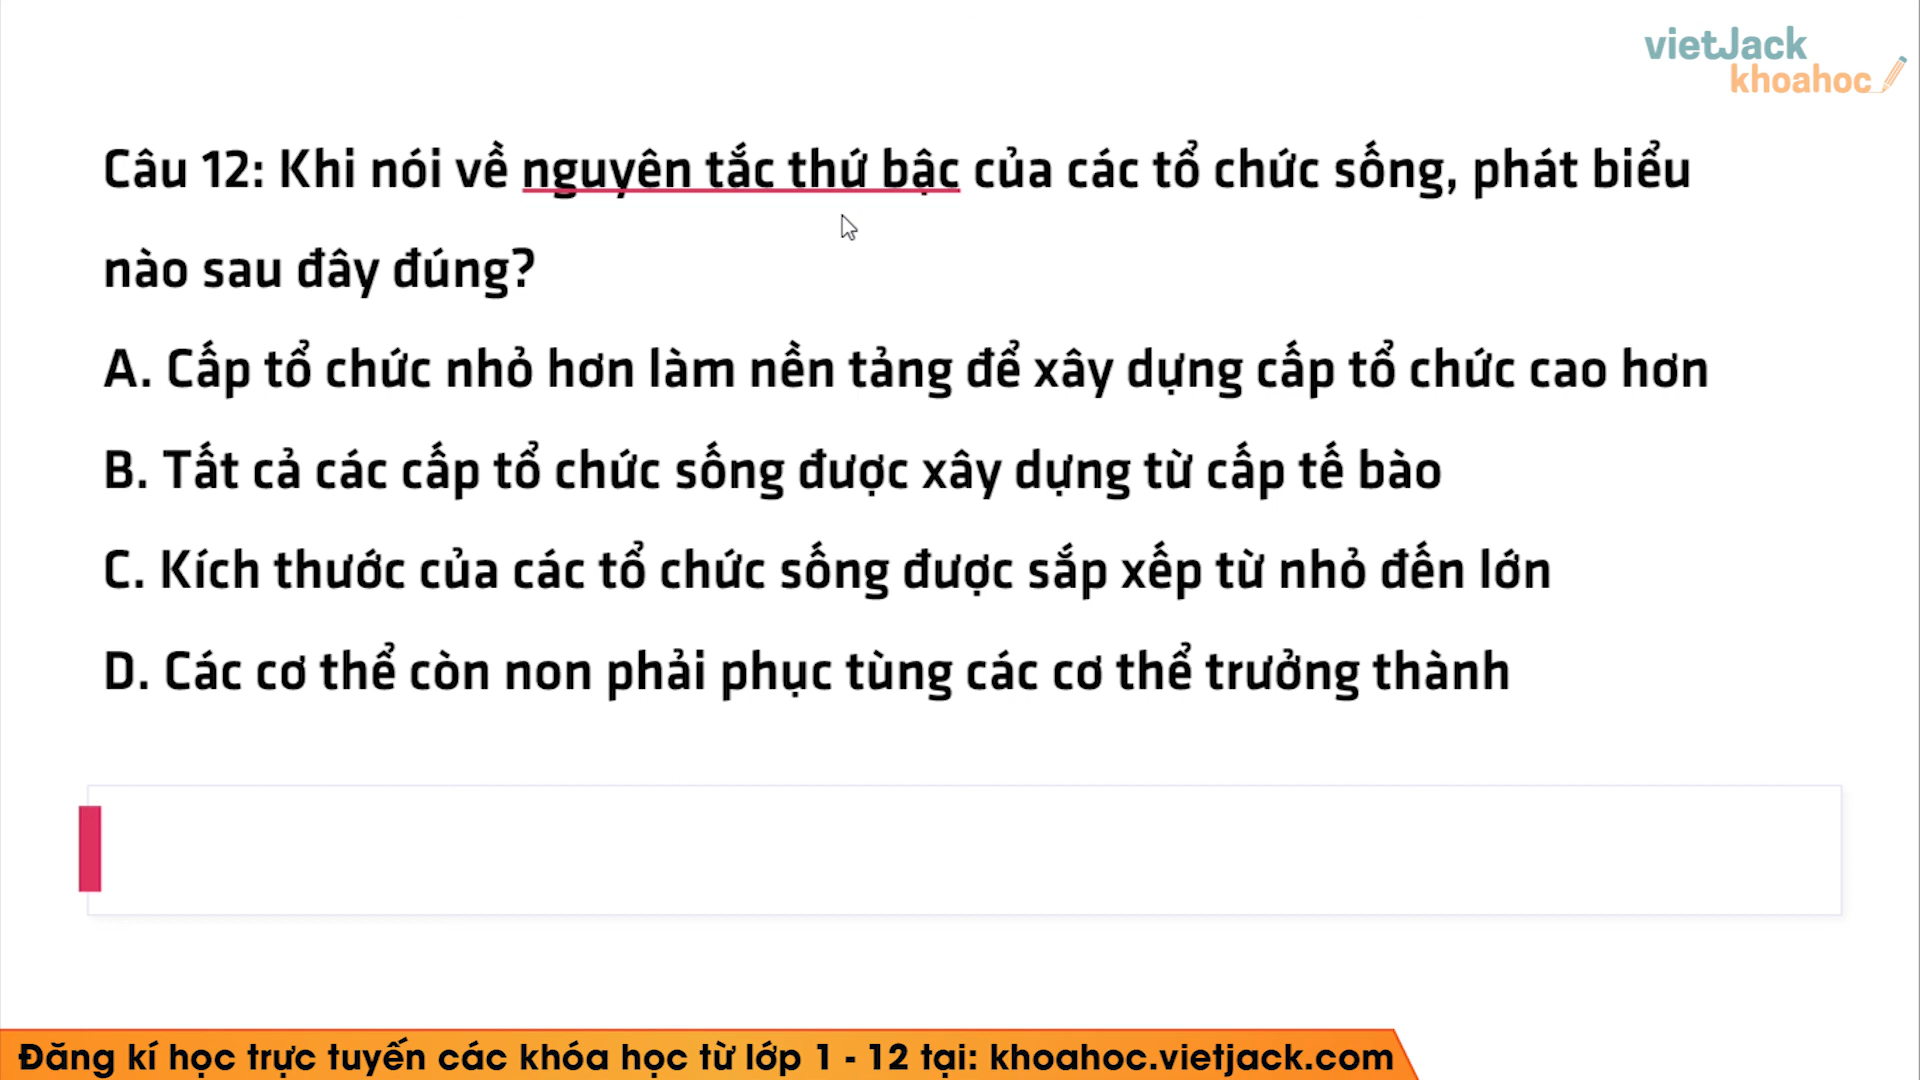 vietJack
khoahoc
Câu 12: Khi nói về nguyên tắc thứ bậc của các tổ chức sống, phát biểu
nào sau đây đúng?
A. Cấp tổ chức nhỏ hơn làm nền tảng để xây dựng cấp tổ chức cao hơn
B. Tất cả các cấp tổ chức sống được xây dựng từ cấp tế bào
C. Kích thước của các tổ chức sống được sắp xếp từ nhỏ đến lớn
D. Các cơ thể còn non phải phục tùng các cơ thể trưởng thành
Đăng kí học trực tuyến các khóa học từ lớp 1 - 12 tại: khoahoc.vietjack.com